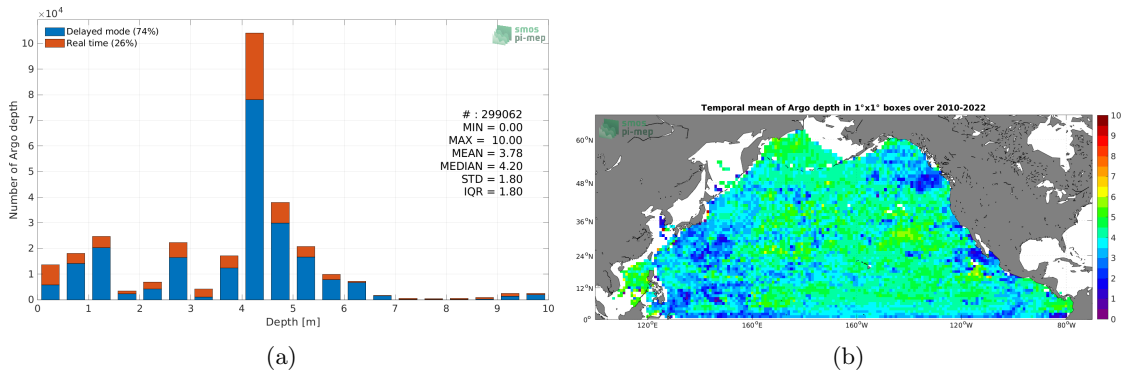 ×10⁴
Delayed mode (74%)
Real time (26%)
smos
pi-mep
# : 299062
MIN = 0.00
MAX = 10.00
MEAN = 3.78
MEDIAN = 4.20
STD = 1.80
IQR = 1.80
Number of Argo depth
10
9
8
7
6
5
4
3
2
1
0
0 1 2 3 4 5 6 7 8 9 10
Depth [m]
(a)
Temporal mean of Argo depth in 1°x1° boxes over 2010-2022
smos
pi-mep
60°N
48°N
36°N
24°N
12°N
0°
120°E 160°E 160°W 120°W 80°W
10
9
8
7
6
5
4
3
2
1
0
(b)